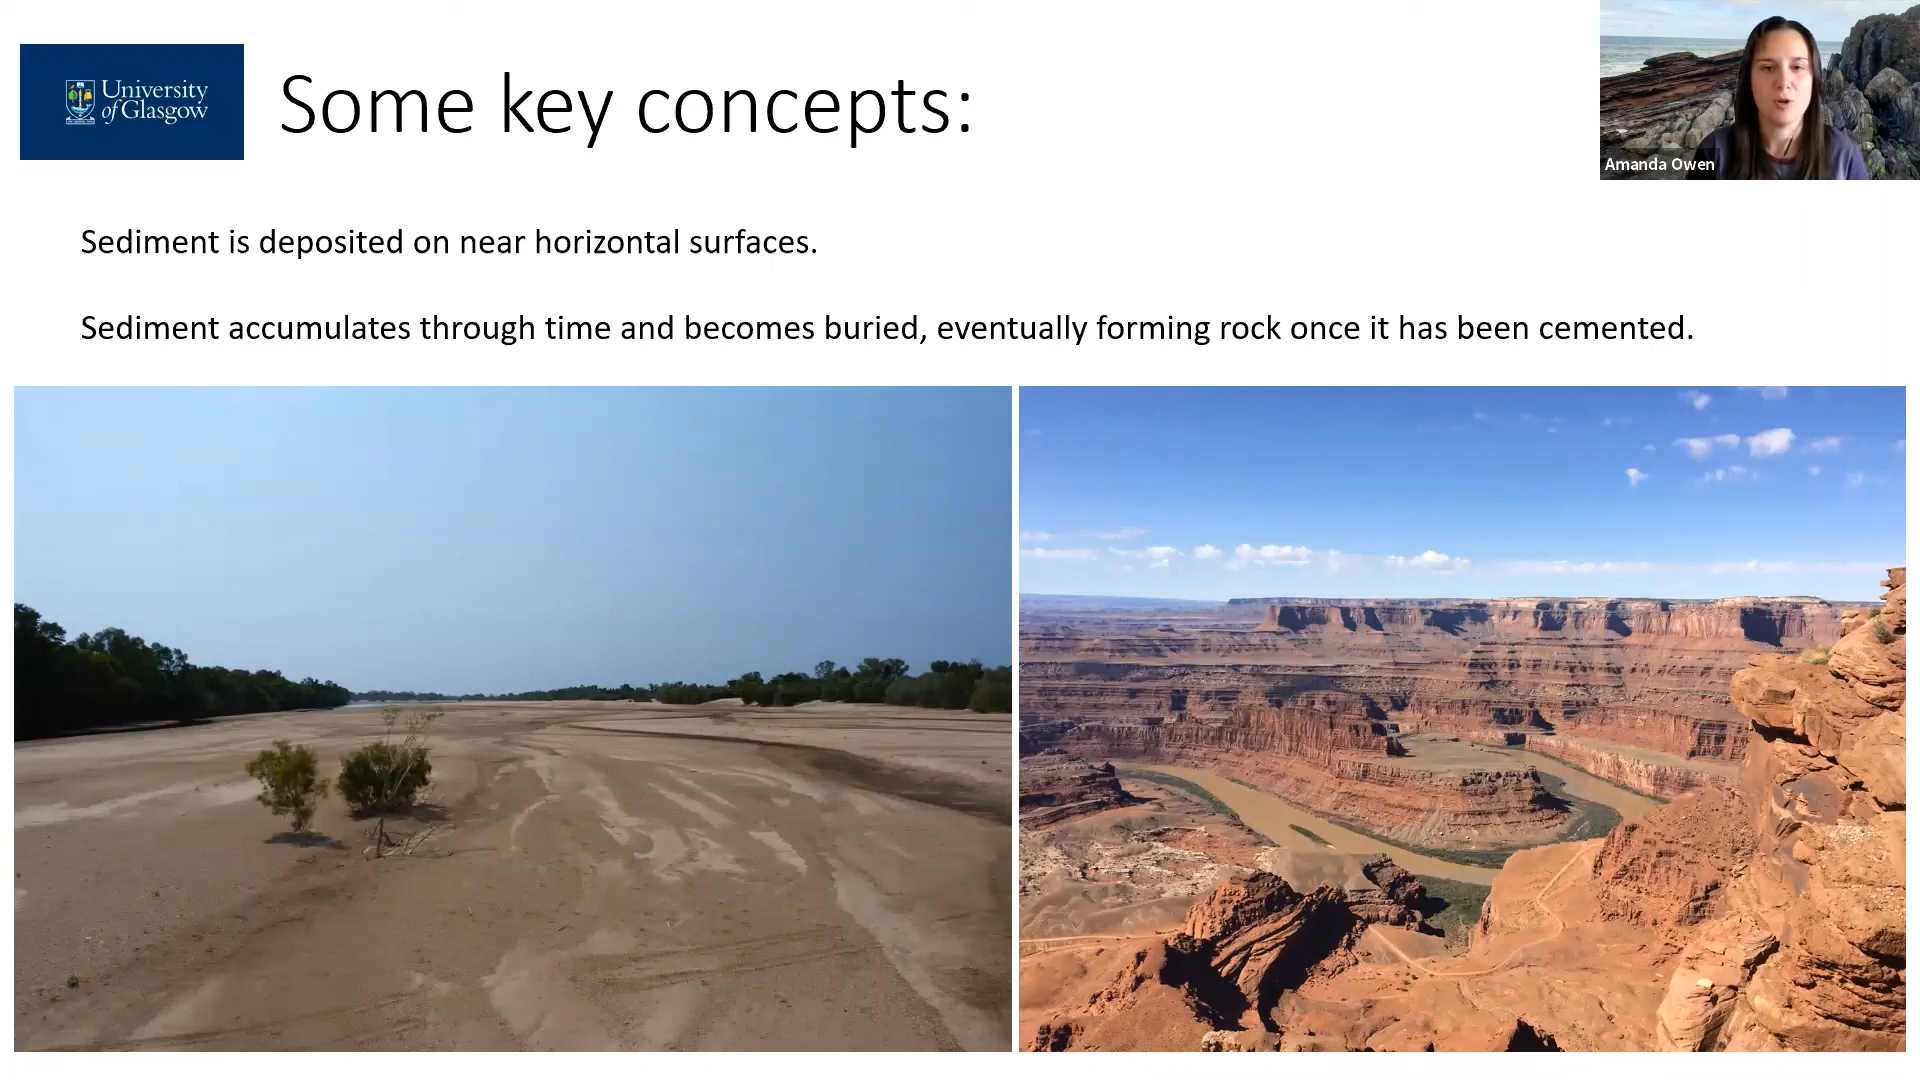 University
of Glasgow
Some key concepts:
Amanda Owen
Sediment is deposited on near horizontal surfaces.
Sediment accumulates through time and becomes buried, eventually forming rock once it has been cemented.